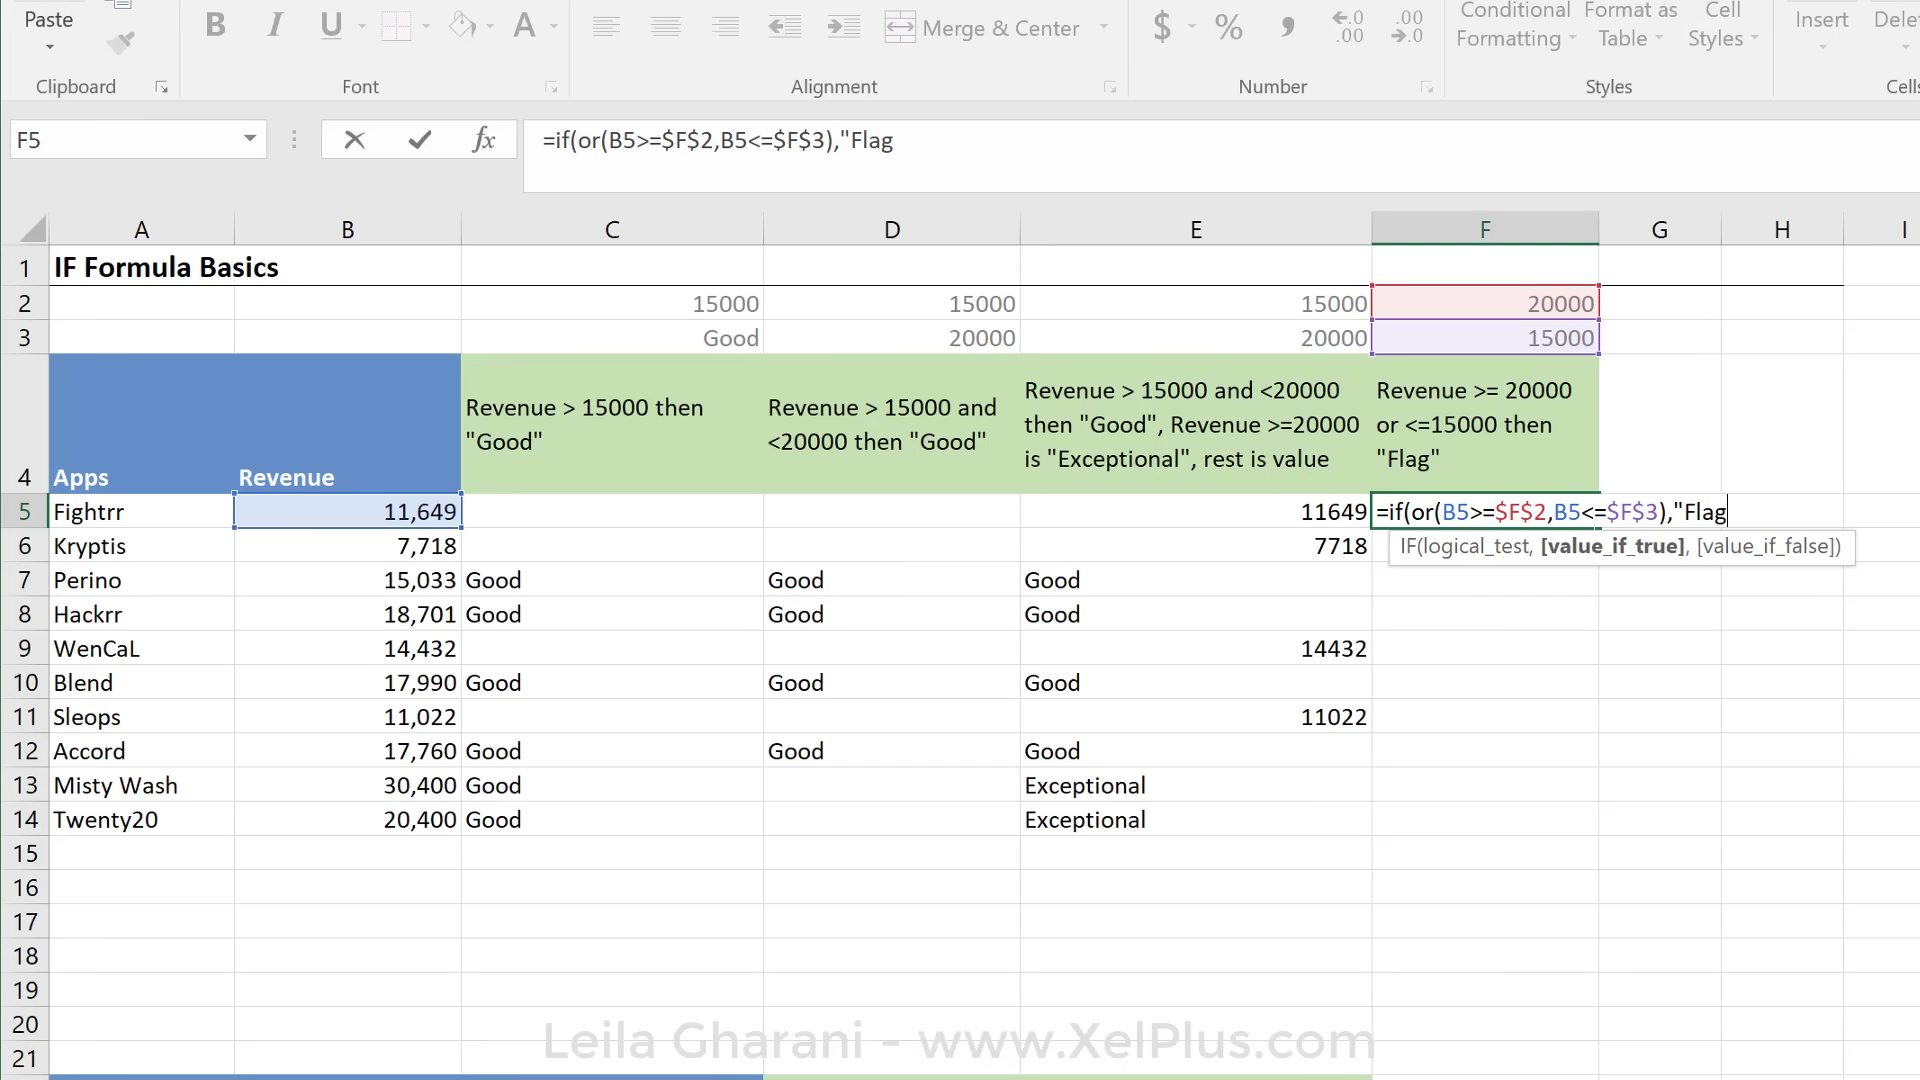 Paste
B I U A Merge & Center $ % , ←.0 .00 .00 →.0 Conditional Formatting Format as Table Cell Styles Insert
Clipboard Font Alignment Number Styles
F5 fx =if(or(B5>=$F$2,B5<=$F$3),"Flag
A B C D E F G H I
1 IF Formula Basics
2 15000 15000 15000 20000
3 Good 20000 20000 15000
4 Apps Revenue
Revenue > 15000 then
"Good"
Revenue > 15000 and
<20000 then "Good"
Revenue > 15000 and <20000
then "Good", Revenue >=20000
is "Exceptional", rest is value
Revenue >= 20000
or <=15000 then
"Flag"
5 Fightrr 11,649 11649 =if(or(B5>=$F$2,B5<=$F$3),"Flag
IF(logical_test, [value_if_true], [value_if_false])
6 Kryptis 7,718 7718
7 Perino 15,033 Good Good Good
8 Hackrr 18,701 Good Good Good
9 WenCaL 14,432 14432
10 Blend 17,990 Good Good Good
11 Sleops 11,022 11022
12 Accord 17,760 Good Good Good
13 Misty Wash 30,400 Good Exceptional
14 Twenty20 20,400 Good Exceptional
15
16
17
18
19
20
21
Leila Gharani - www.XelPlus.com